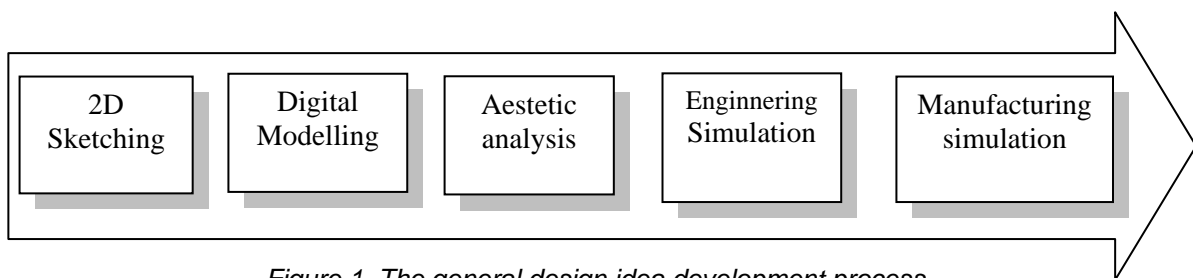 2D
Sketching
Digital
Modelling
Aestetic
analysis
Enginnering
Simulation
Manufacturing
simulation
Figure 1. The general design idea development process